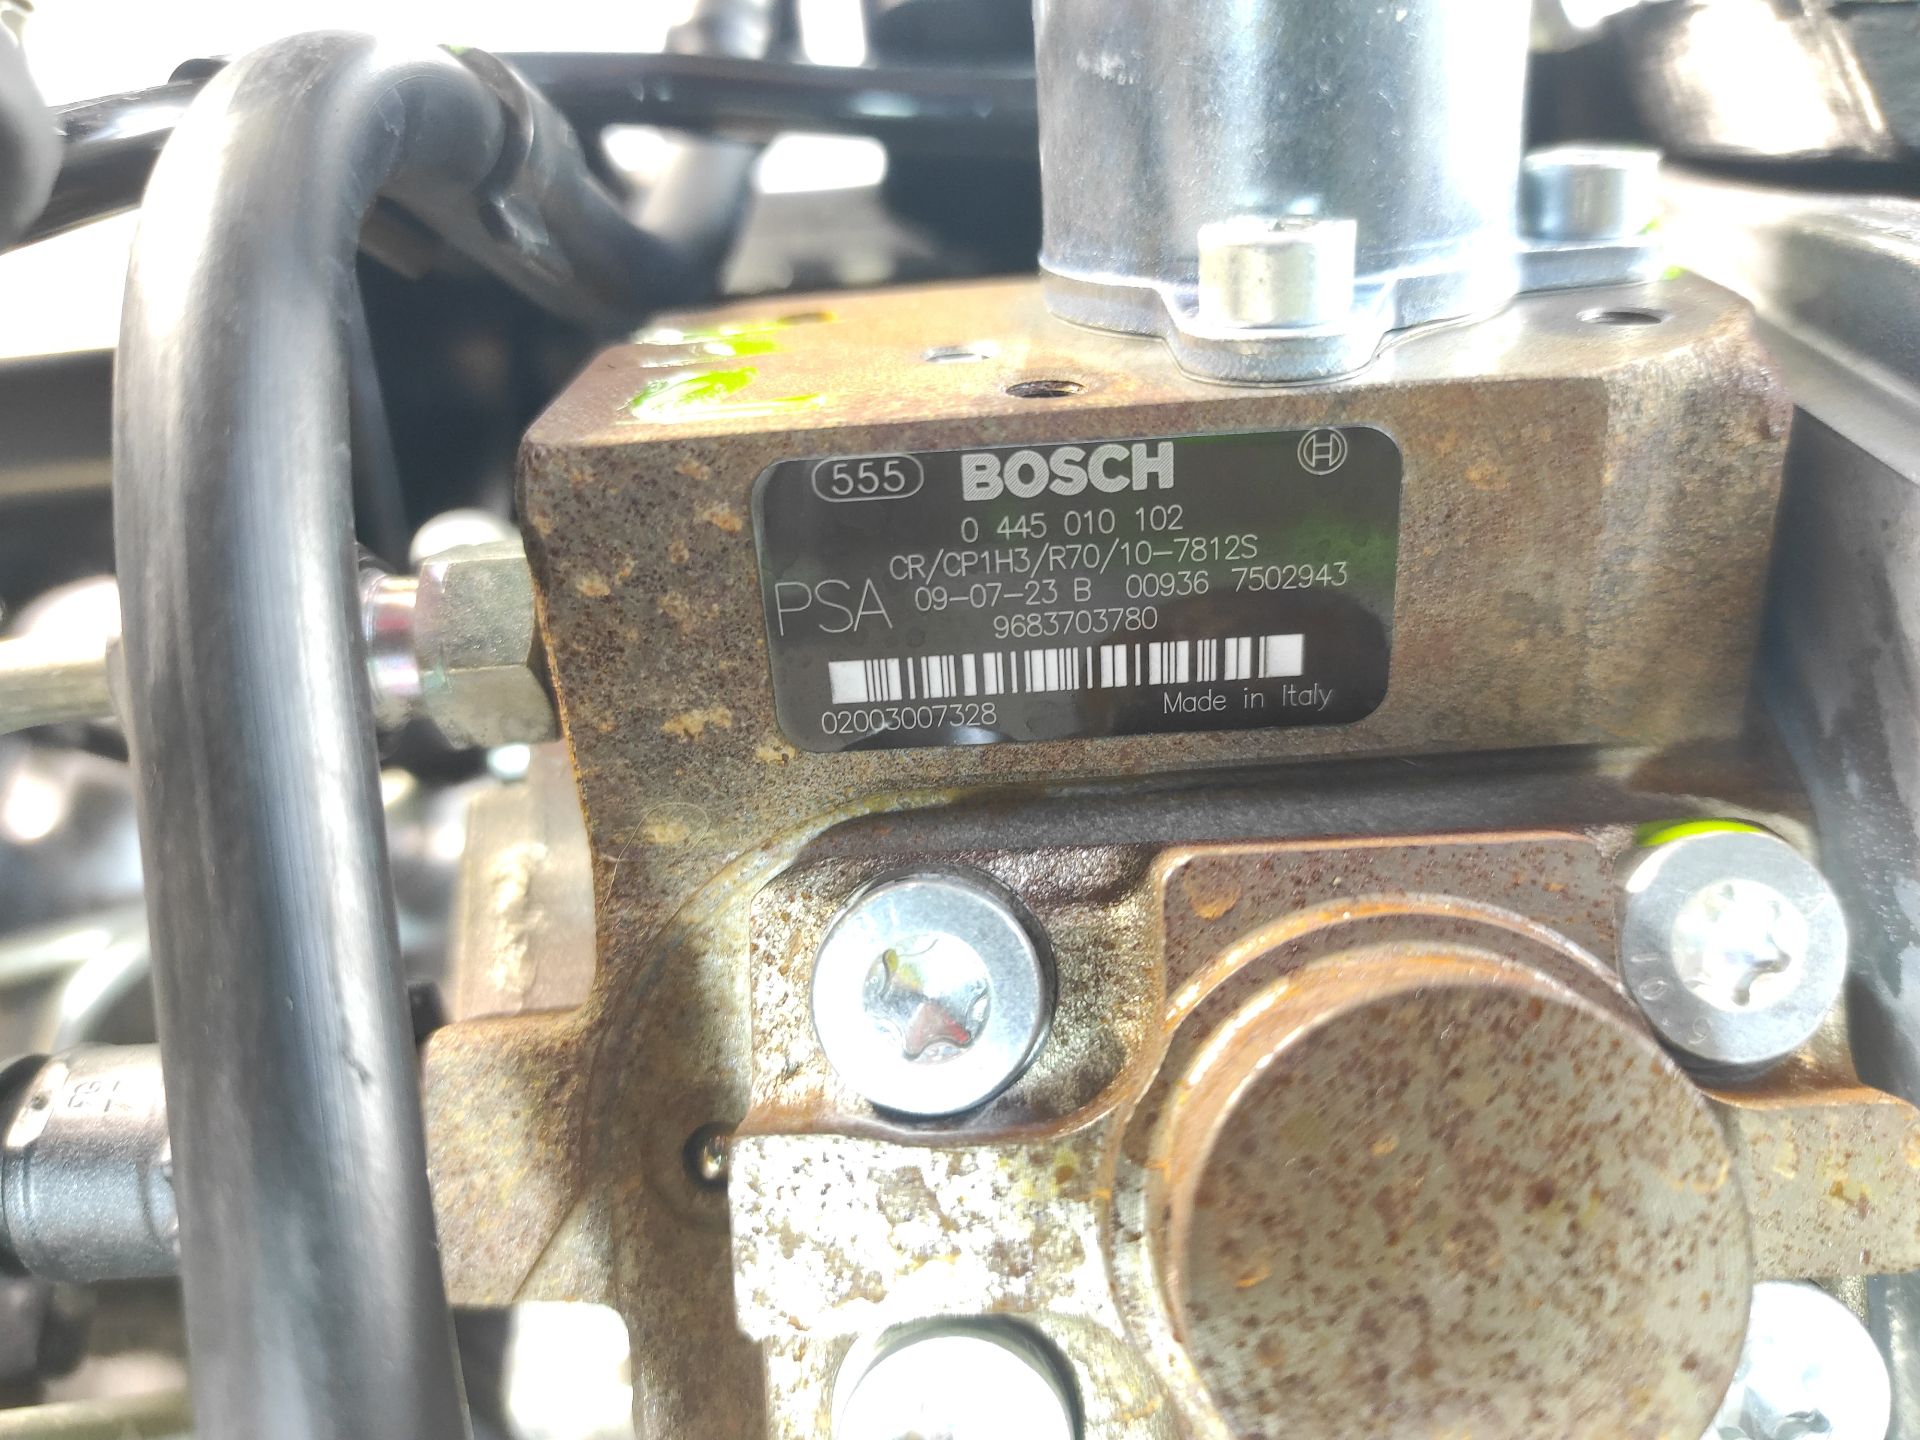 555 BOSCH
0 445 010 102
CR/CP1H3/R70/10-7812S
PSA 09-07-23 B 00936 7502943
9683703780
02003007328 Made in Italy